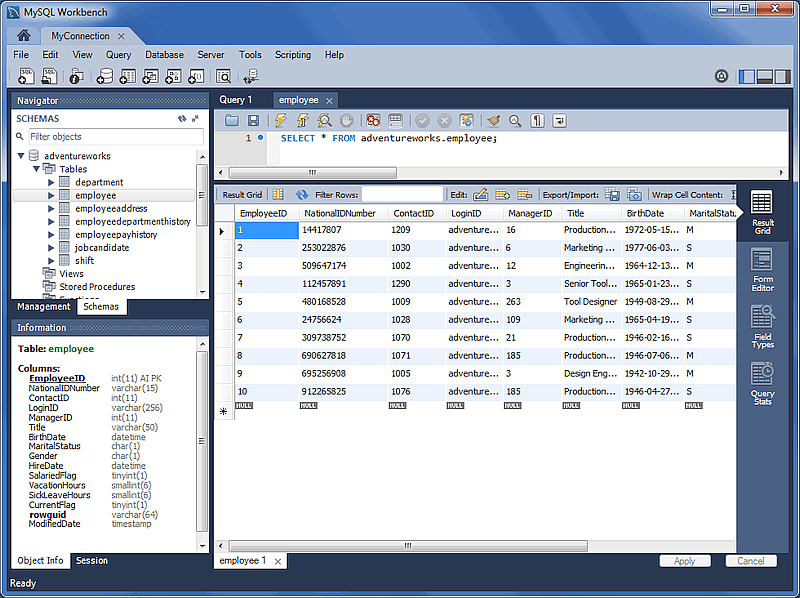 MySQL Workbench
MyConnection
File Edit View Query Database Server Tools Scripting Help
Navigator
SCHEMAS
Filter objects
adventureworks
Tables
department
employee
employeeaddress
employeedepartmenthistory
employeepayhistory
jobcandidate
shift
Views
Stored Procedures
Management Schemas
Information
Table: employee
Columns:
EmployeeID int(11) AI PK
NationalIDNumber varchar(15)
ContactID int(11)
LoginID varchar(256)
ManagerID int(11)
Title varchar(50)
BirthDate datetime
MaritalStatus char(1)
Gender char(1)
HireDate datetime
SalariedFlag tinyint(1)
VacationHours smallint(6)
SickLeaveHours smallint(6)
CurrentFlag tinyint(1)
rowguid varchar(64)
ModifiedDate timestamp
Object Info Session
Query 1 employee
1 SELECT * FROM adventureworks.employee;
Result Grid Filter Rows: Edit: Export/Import: Wrap Cell Content:
EmployeeID NationalIDNumber ContactID LoginID ManagerID Title BirthDate MaritalStatu
1 14417807 1209 adventure... 16 Production... 1972-05-15... M
2 253022876 1030 adventure... 6 Marketing ... 1977-06-03... S
3 509647174 1002 adventure... 12 Engineerin... 1964-12-13... M
4 112457891 1290 adventure... 3 Senior Tool... 1965-01-23... S
5 480168528 1009 adventure... 263 Tool Designer 1949-08-29... M
6 24756624 1028 adventure... 109 Marketing ... 1965-04-19... S
7 309738752 1070 adventure... 21 Production... 1946-02-16... S
8 690627818 1071 adventure... 185 Production... 1946-07-06... M
9 695256908 1005 adventure... 3 Design Eng... 1942-10-29... M
10 912265825 1076 adventure... 185 Production... 1946-04-27... S
NULL NULL NULL NULL NULL NULL NULL NULL
Result
Grid
Form
Editor
Field
Types
Query
Stats
employee 1
Apply Cancel
Ready